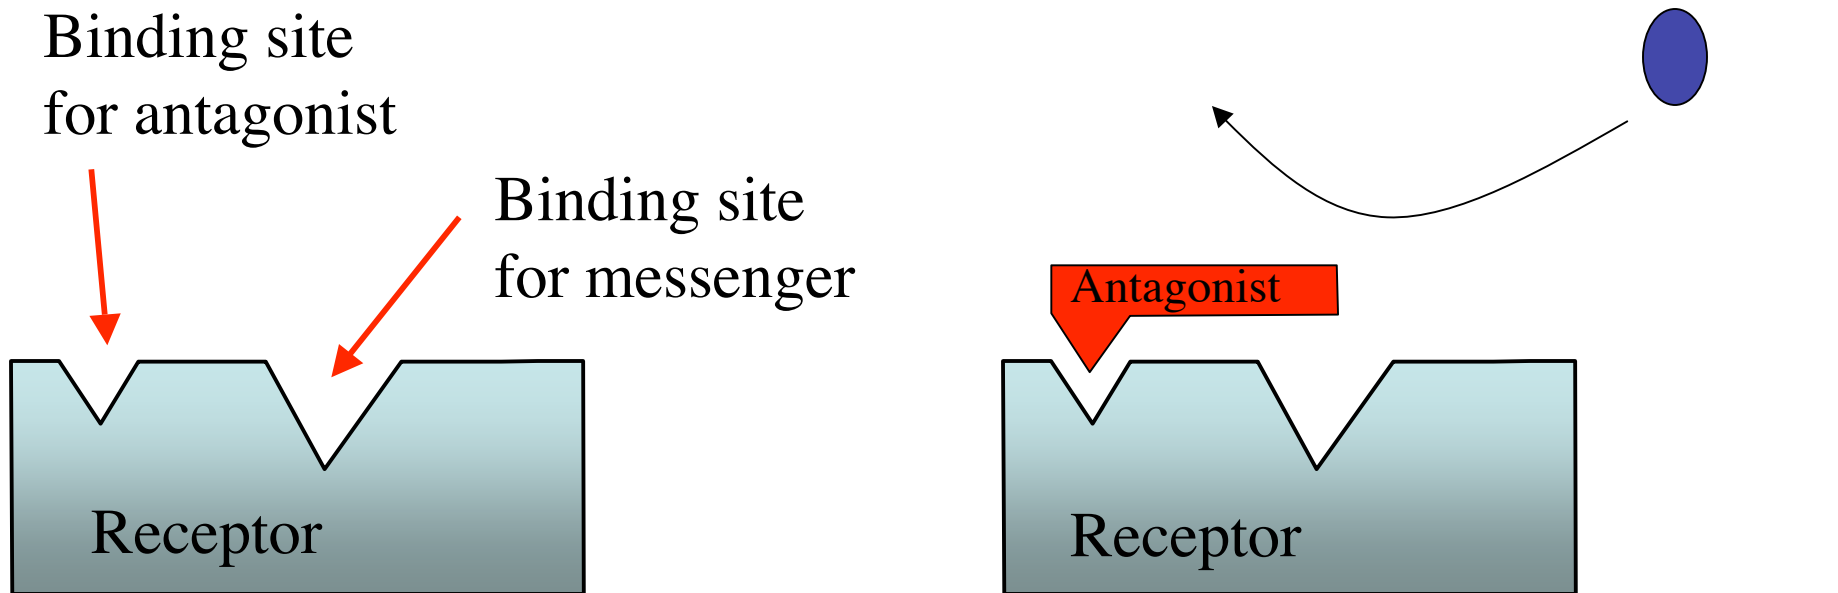 Binding site
for antagonist
Binding site
for messenger
Receptor
Antagonist
Receptor